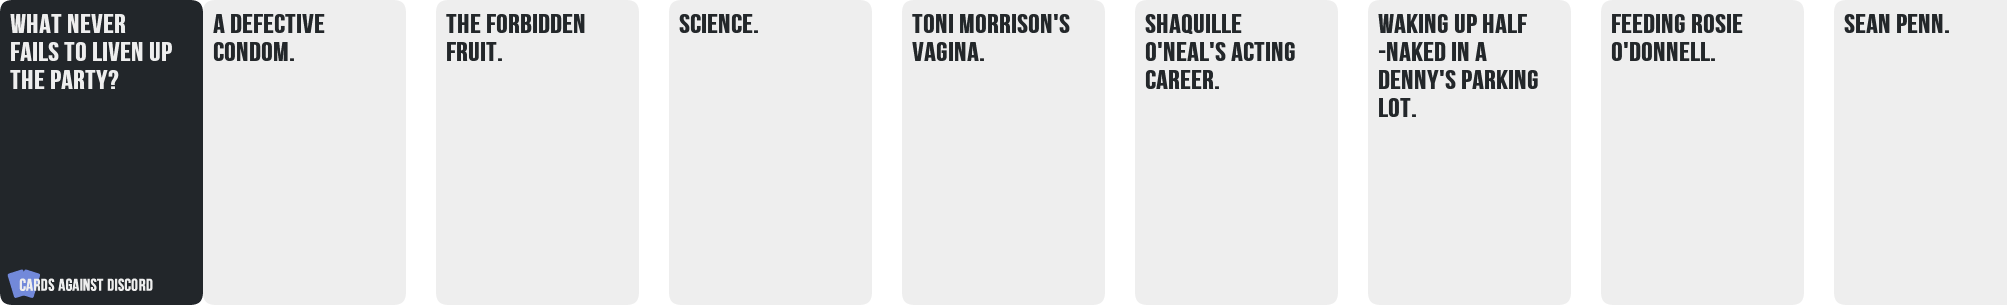 WHAT NEVER
FAILS TO LIVEN UP
THE PARTY?
CARDS AGAINST DISCORD
A DEFECTIVE
CONDOM.
THE FORBIDDEN
FRUIT.
SCIENCE.
TONI MORRISON'S
VAGINA.
SHAQUILLE
O'NEAL'S ACTING
CAREER.
WAKING UP HALF
-NAKED IN A
DENNY'S PARKING
LOT.
FEEDING ROSIE
O'DONNELL.
SEAN PENN.